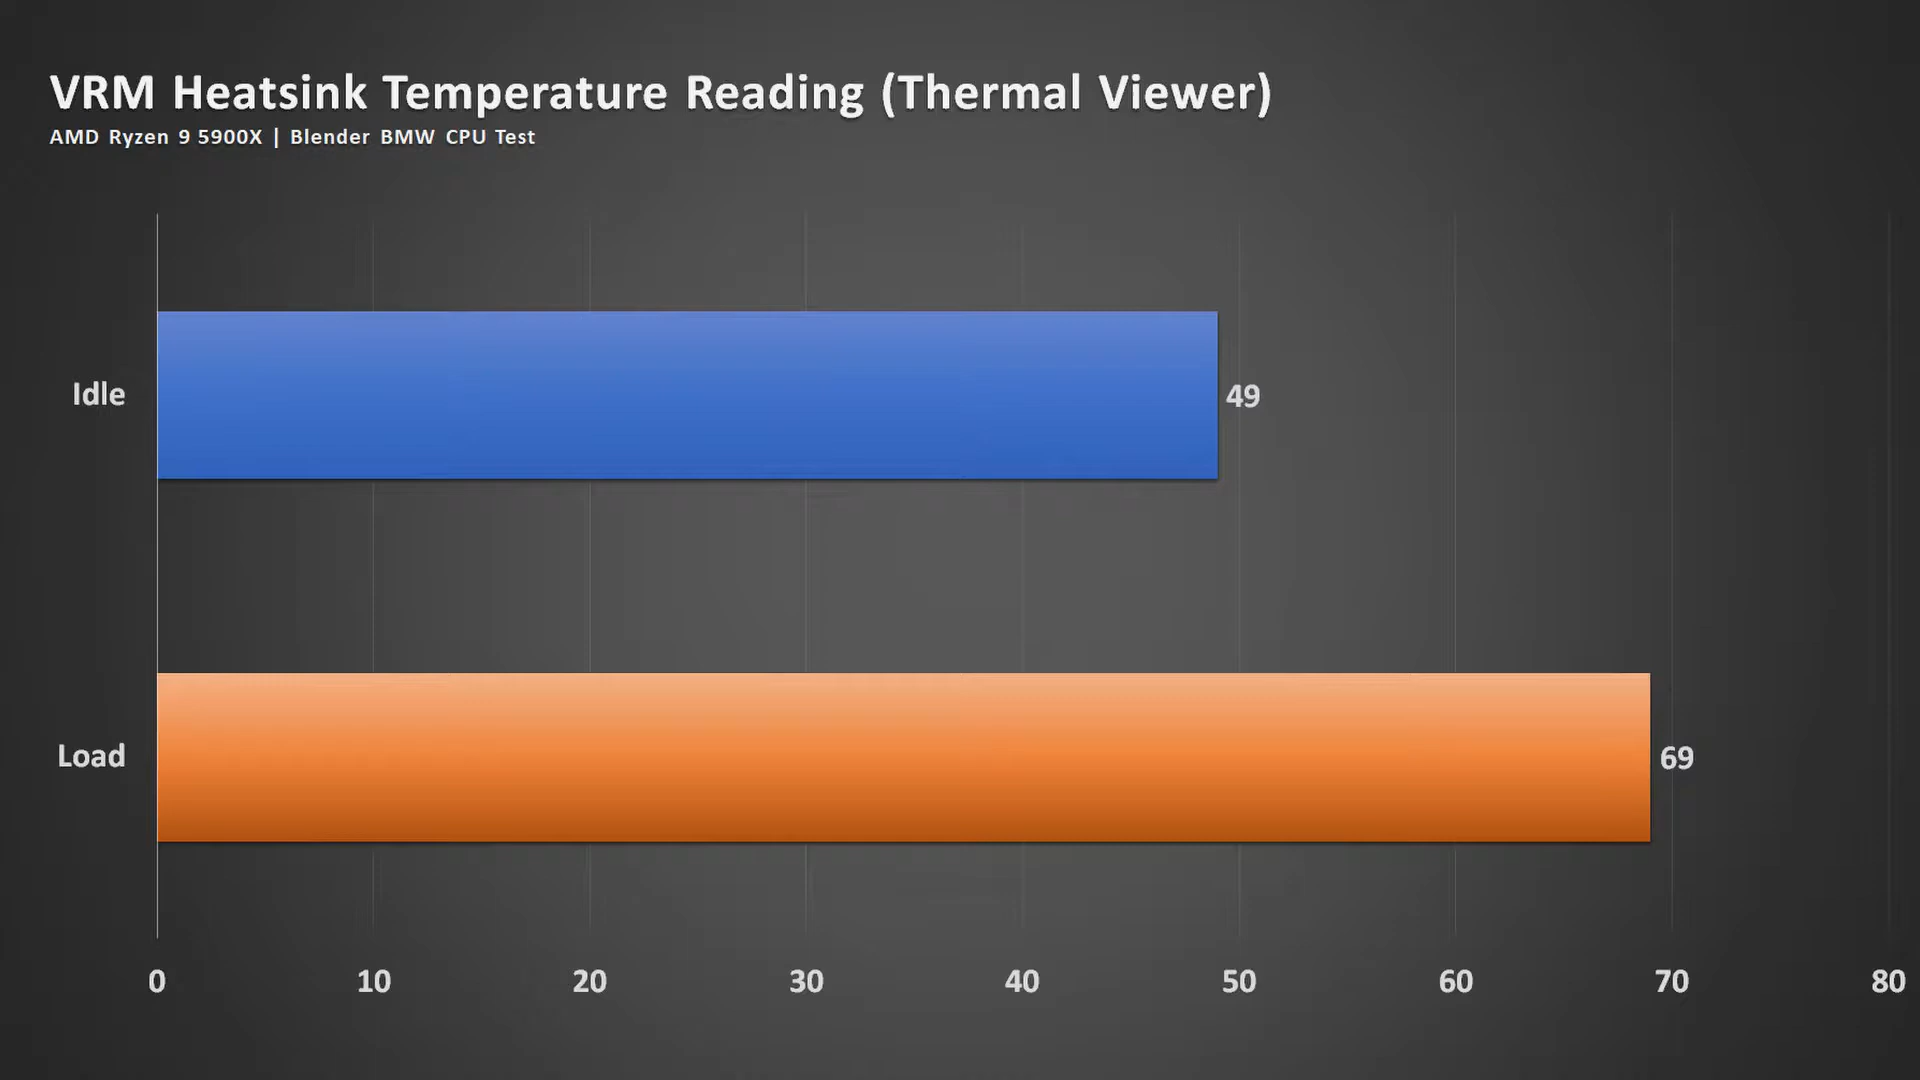 VRM Heatsink Temperature Reading (Thermal Viewer)
AMD Ryzen 9 5900X | Blender BMW CPU Test
Idle
49
Load
69
0 10 20 30 40 50 60 70 80